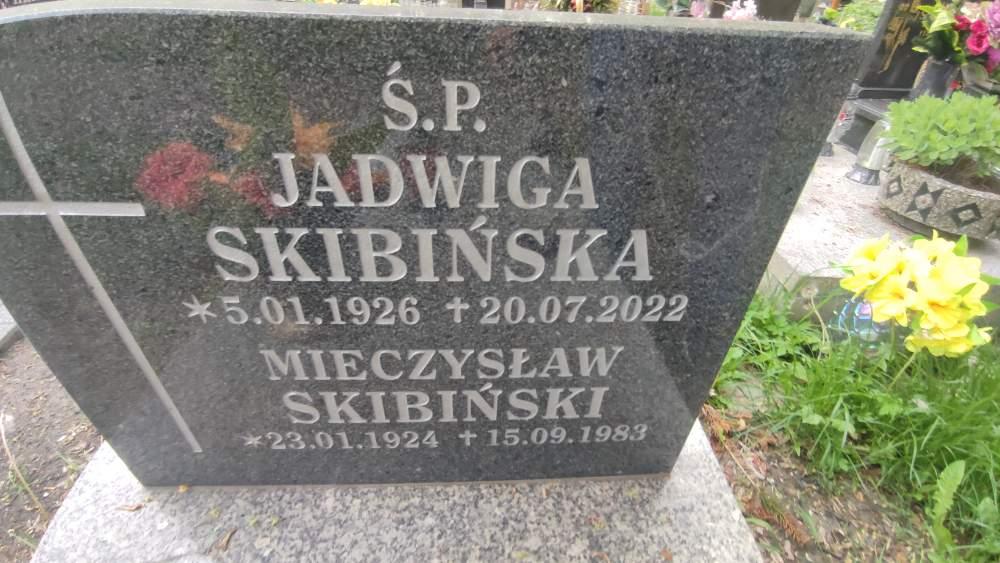 Ś.P.
JADWIGA
SKIBIŃSKA
*5.01.1926 †20.07.2022
MIECZYSŁAW
SKIBIŃSKI
*23.01.1924 †15.09.1983